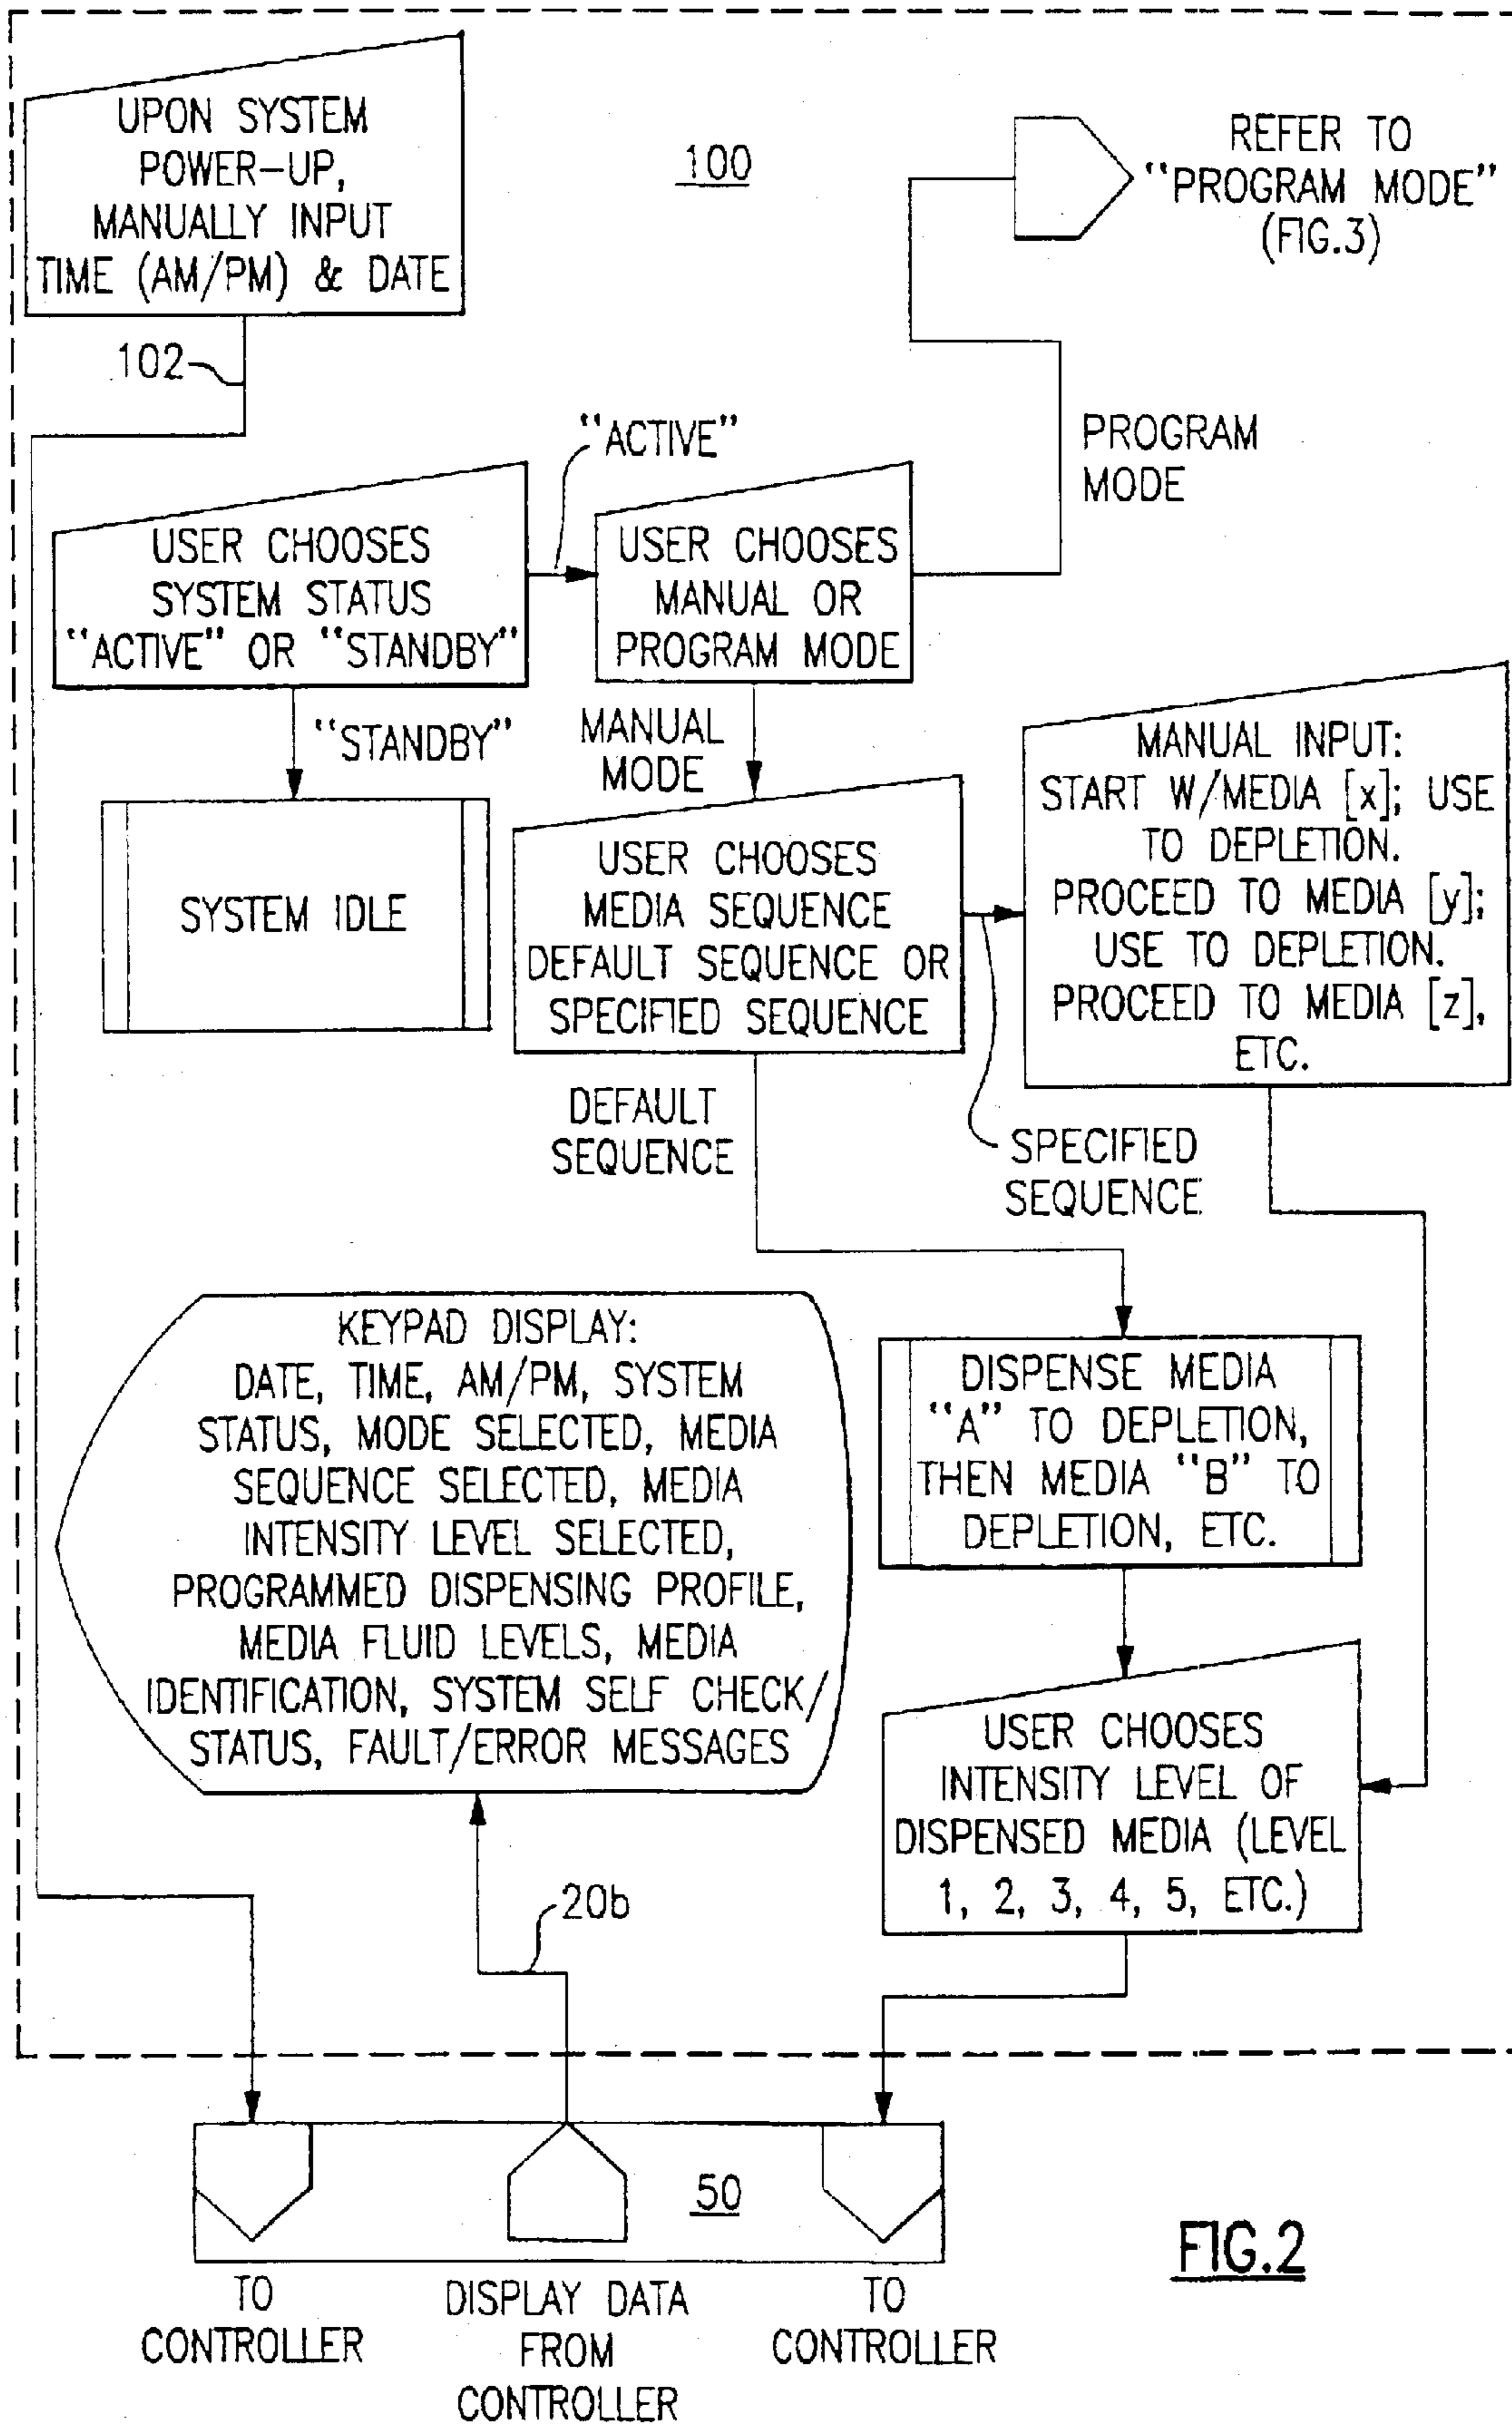 UPON SYSTEM
POWER-UP,
MANUALLY INPUT
TIME (AM/PM) & DATE
100
REFER TO
"PROGRAM MODE"
(FIG.3)
102
"ACTIVE"
PROGRAM
MODE
USER CHOOSES
SYSTEM STATUS
"ACTIVE" OR "STANDBY"
USER CHOOSES
MANUAL OR
PROGRAM MODE
"STANDBY"
MANUAL
MODE
MANUAL INPUT:
START W/MEDIA [x]; USE
TO DEPLETION.
PROCEED TO MEDIA [y];
USE TO DEPLETION.
PROCEED TO MEDIA [z],
ETC.
SYSTEM IDLE
USER CHOOSES
MEDIA SEQUENCE
DEFAULT SEQUENCE OR
SPECIFIED SEQUENCE
DEFAULT
SEQUENCE
SPECIFIED
SEQUENCE
KEYPAD DISPLAY:
DATE, TIME, AM/PM, SYSTEM
STATUS, MODE SELECTED, MEDIA
SEQUENCE SELECTED, MEDIA
INTENSITY LEVEL SELECTED,
PROGRAMMED DISPENSING PROFILE,
MEDIA FLUID LEVELS, MEDIA
IDENTIFICATION, SYSTEM SELF CHECK/
STATUS, FAULT/ERROR MESSAGES
DISPENSE MEDIA
"A" TO DEPLETION,
THEN MEDIA "B" TO
DEPLETION, ETC.
USER CHOOSES
INTENSITY LEVEL OF
DISPENSED MEDIA (LEVEL
1, 2, 3, 4, 5, ETC.)
20b
50
TO
CONTROLLER
DISPLAY DATA
FROM
CONTROLLER
TO
CONTROLLER
FIG.2